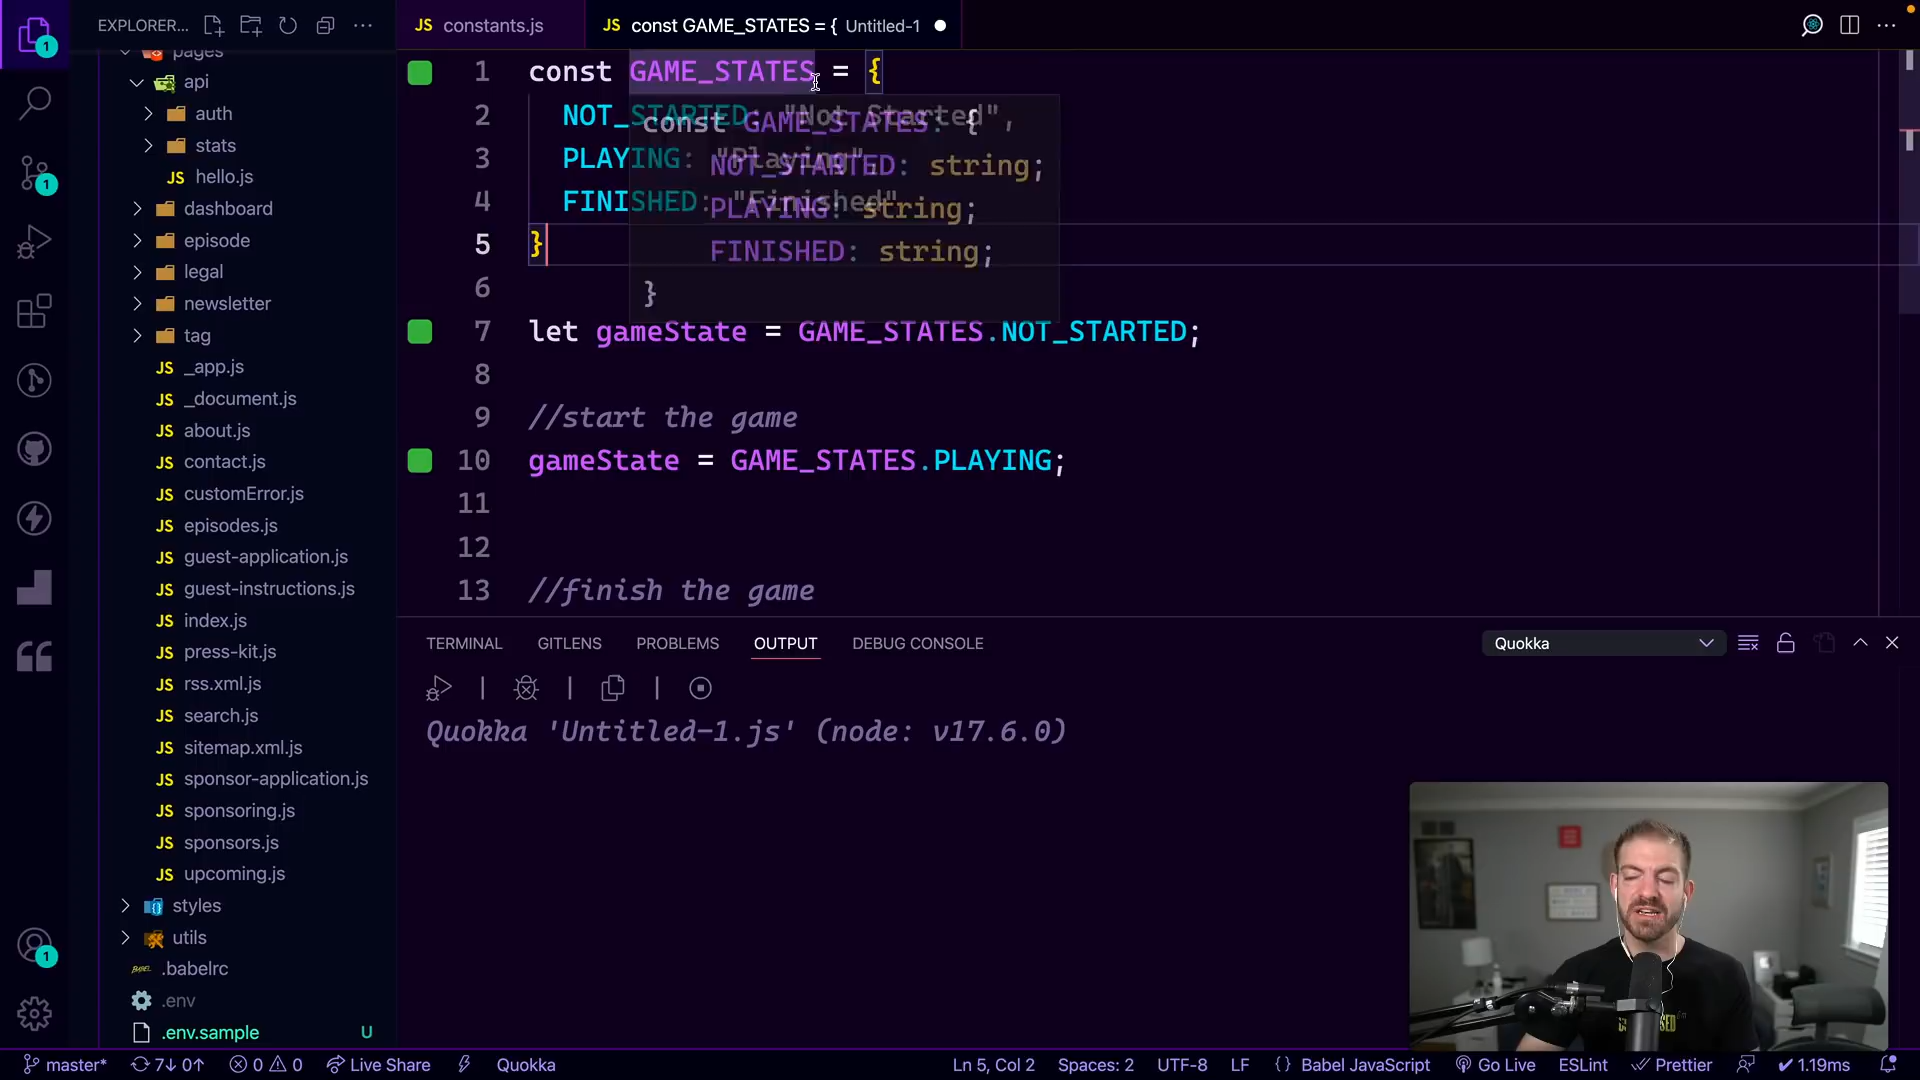 EXPLORER...
pages
api
auth
stats
JS hello.js
dashboard
episode
legal
newsletter
tag
JS _app.js
JS _document.js
JS about.js
JS contact.js
JS customError.js
JS episodes.js
JS guest-application.js
JS guest-instructions.js
JS index.js
JS press-kit.js
JS rss.xml.js
JS search.js
JS sitemap.xml.js
JS sponsor-application.js
JS sponsoring.js
JS sponsors.js
JS upcoming.js
styles
utils
.babelrc
.env
.env.sample U
1
1
1
JS constants.js
JS const GAME_STATES = { Untitled-1
1 const GAME_STATES = {
2 NOT_STARTED: "Not Started",
3 PLAYING: "Playing",
4 FINISHED: "Finished"
5 }
6
7 let gameState = GAME_STATES.NOT_STARTED;
8
9 //start the game
10 gameState = GAME_STATES.PLAYING;
11
12
13 //finish the game
const GAME_STATES: {
NOT_STARTED: string;
PLAYING: string;
FINISHED: string;
}
TERMINAL GITLENS PROBLEMS OUTPUT DEBUG CONSOLE Quokka
Quokka 'Untitled-1.js' (node: v17.6.0)
master* 7↓ 0↑ 0 0 Live Share Quokka Ln 5, Col 2 Spaces: 2 UTF-8 LF {} Babel JavaScript Go Live ESLint Prettier 1.19ms